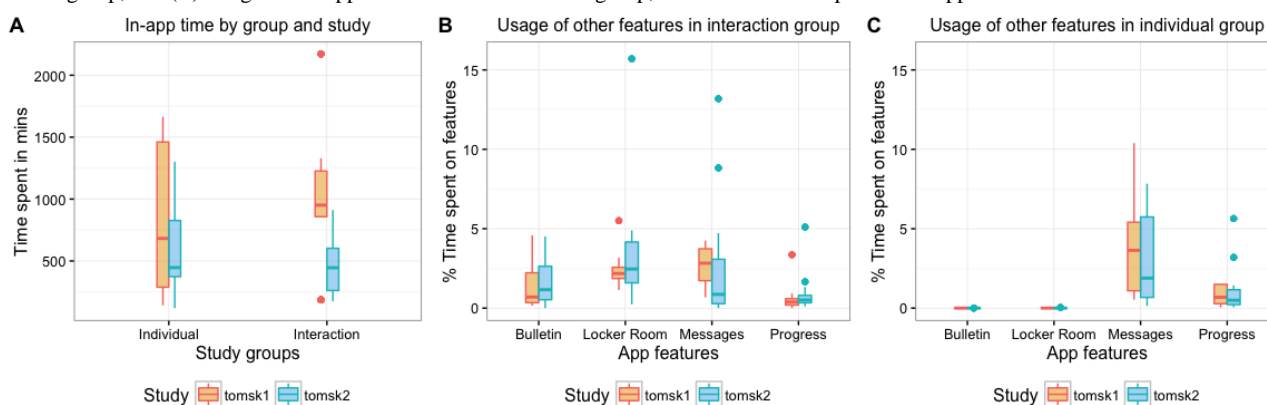 A In-app time by group and study
Time spent in mins
2000
1500
1000
500
Individual Interaction
Study groups
Study tomsk1 tomsk2
B Usage of other features in interaction group
% Time spent on features
15
10
5
0
Bulletin Locker Room Messages Progress
App features
Study tomsk1 tomsk2
C Usage of other features in individual group
% Time spent on features
15
10
5
0
Bulletin Locker Room Messages Progress
App features
Study tomsk1 tomsk2